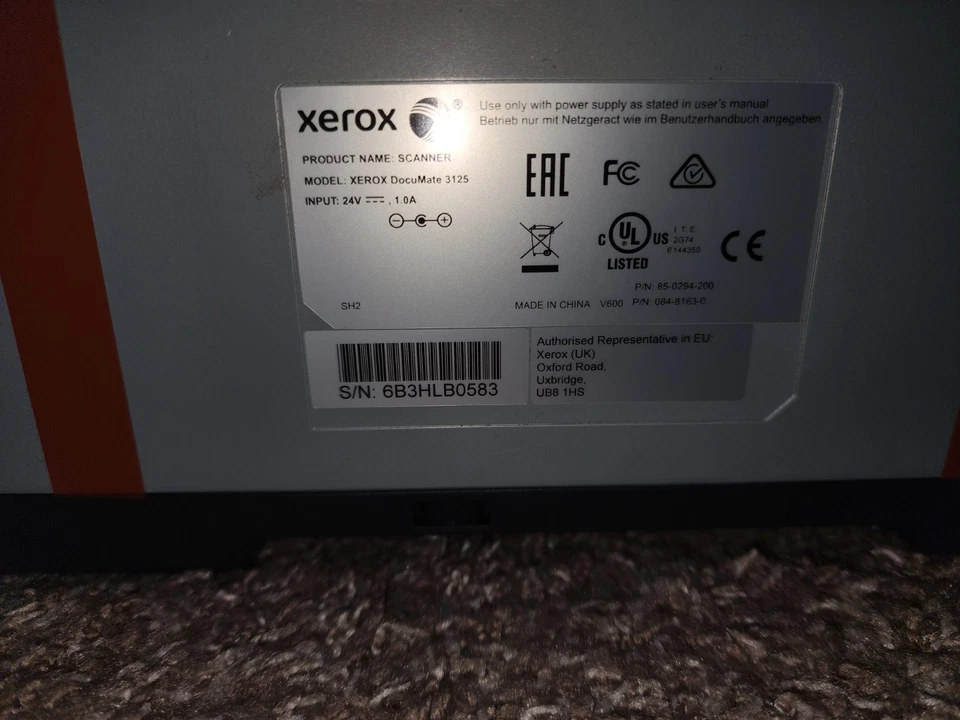 xerox ®
Use only with power supply as stated in user's manual.
Betrieb nur mit Netzgeraet wie im Benutzerhandbuch angegeben.
PRODUCT NAME: SCANNER
MODEL: XEROX DocuMate 3125
INPUT: 24V ⎓, 1.0A
EAC FC
C UL US LISTED
I.T.E.
2G74
E144350
CE
P/N: 85-0294-200
SH2
MADE IN CHINA V600 P/N: 084-8163-0
S/N: 6B3HLB0583
Authorised Representative in EU:
Xerox (UK)
Oxford Road,
Uxbridge,
UB8 1HS